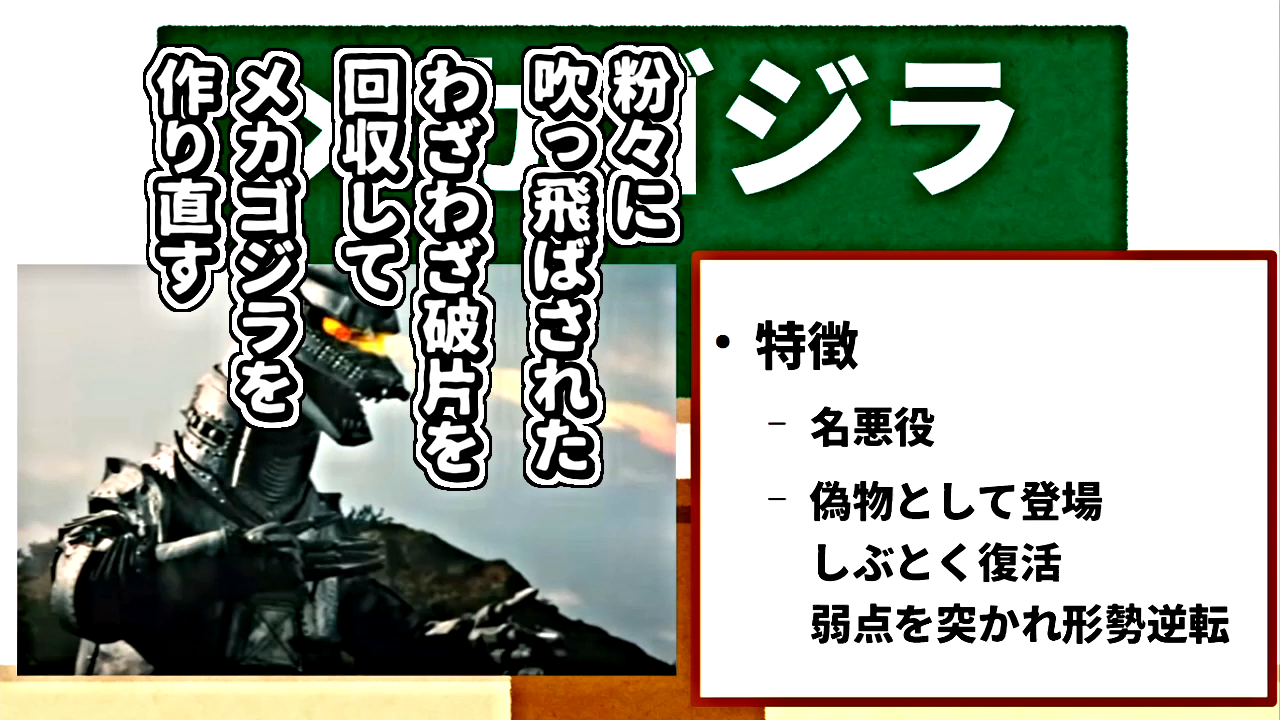 メカゴジラ
粉々に
吹っ飛ばされた
わざわざ破片を
回収して
メカゴジラを
作り直す
• 特徴
– 名悪役
– 偽物として登場
しぶとく復活
弱点を突かれ形勢逆転